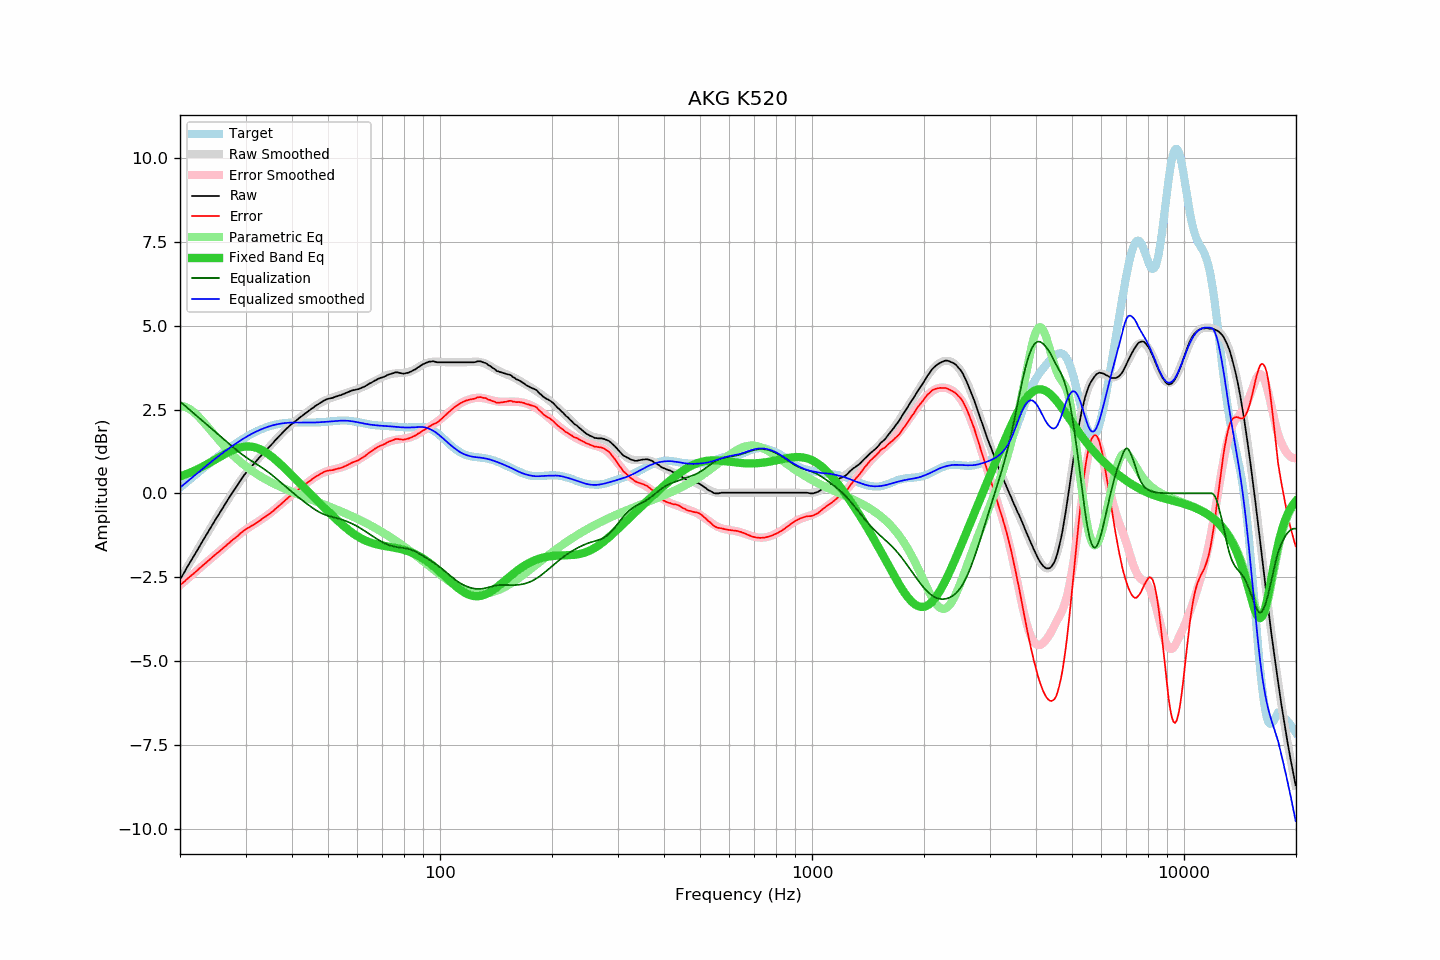 AKG K520
Target
Raw Smoothed
Error Smoothed
Raw
Error
Parametric Eq
Fixed Band Eq
Equalization
Equalized smoothed
10.0
7.5
5.0
2.5
0.0
−2.5
−5.0
−7.5
−10.0
Amplitude (dBr)
100
1000
10000
Frequency (Hz)